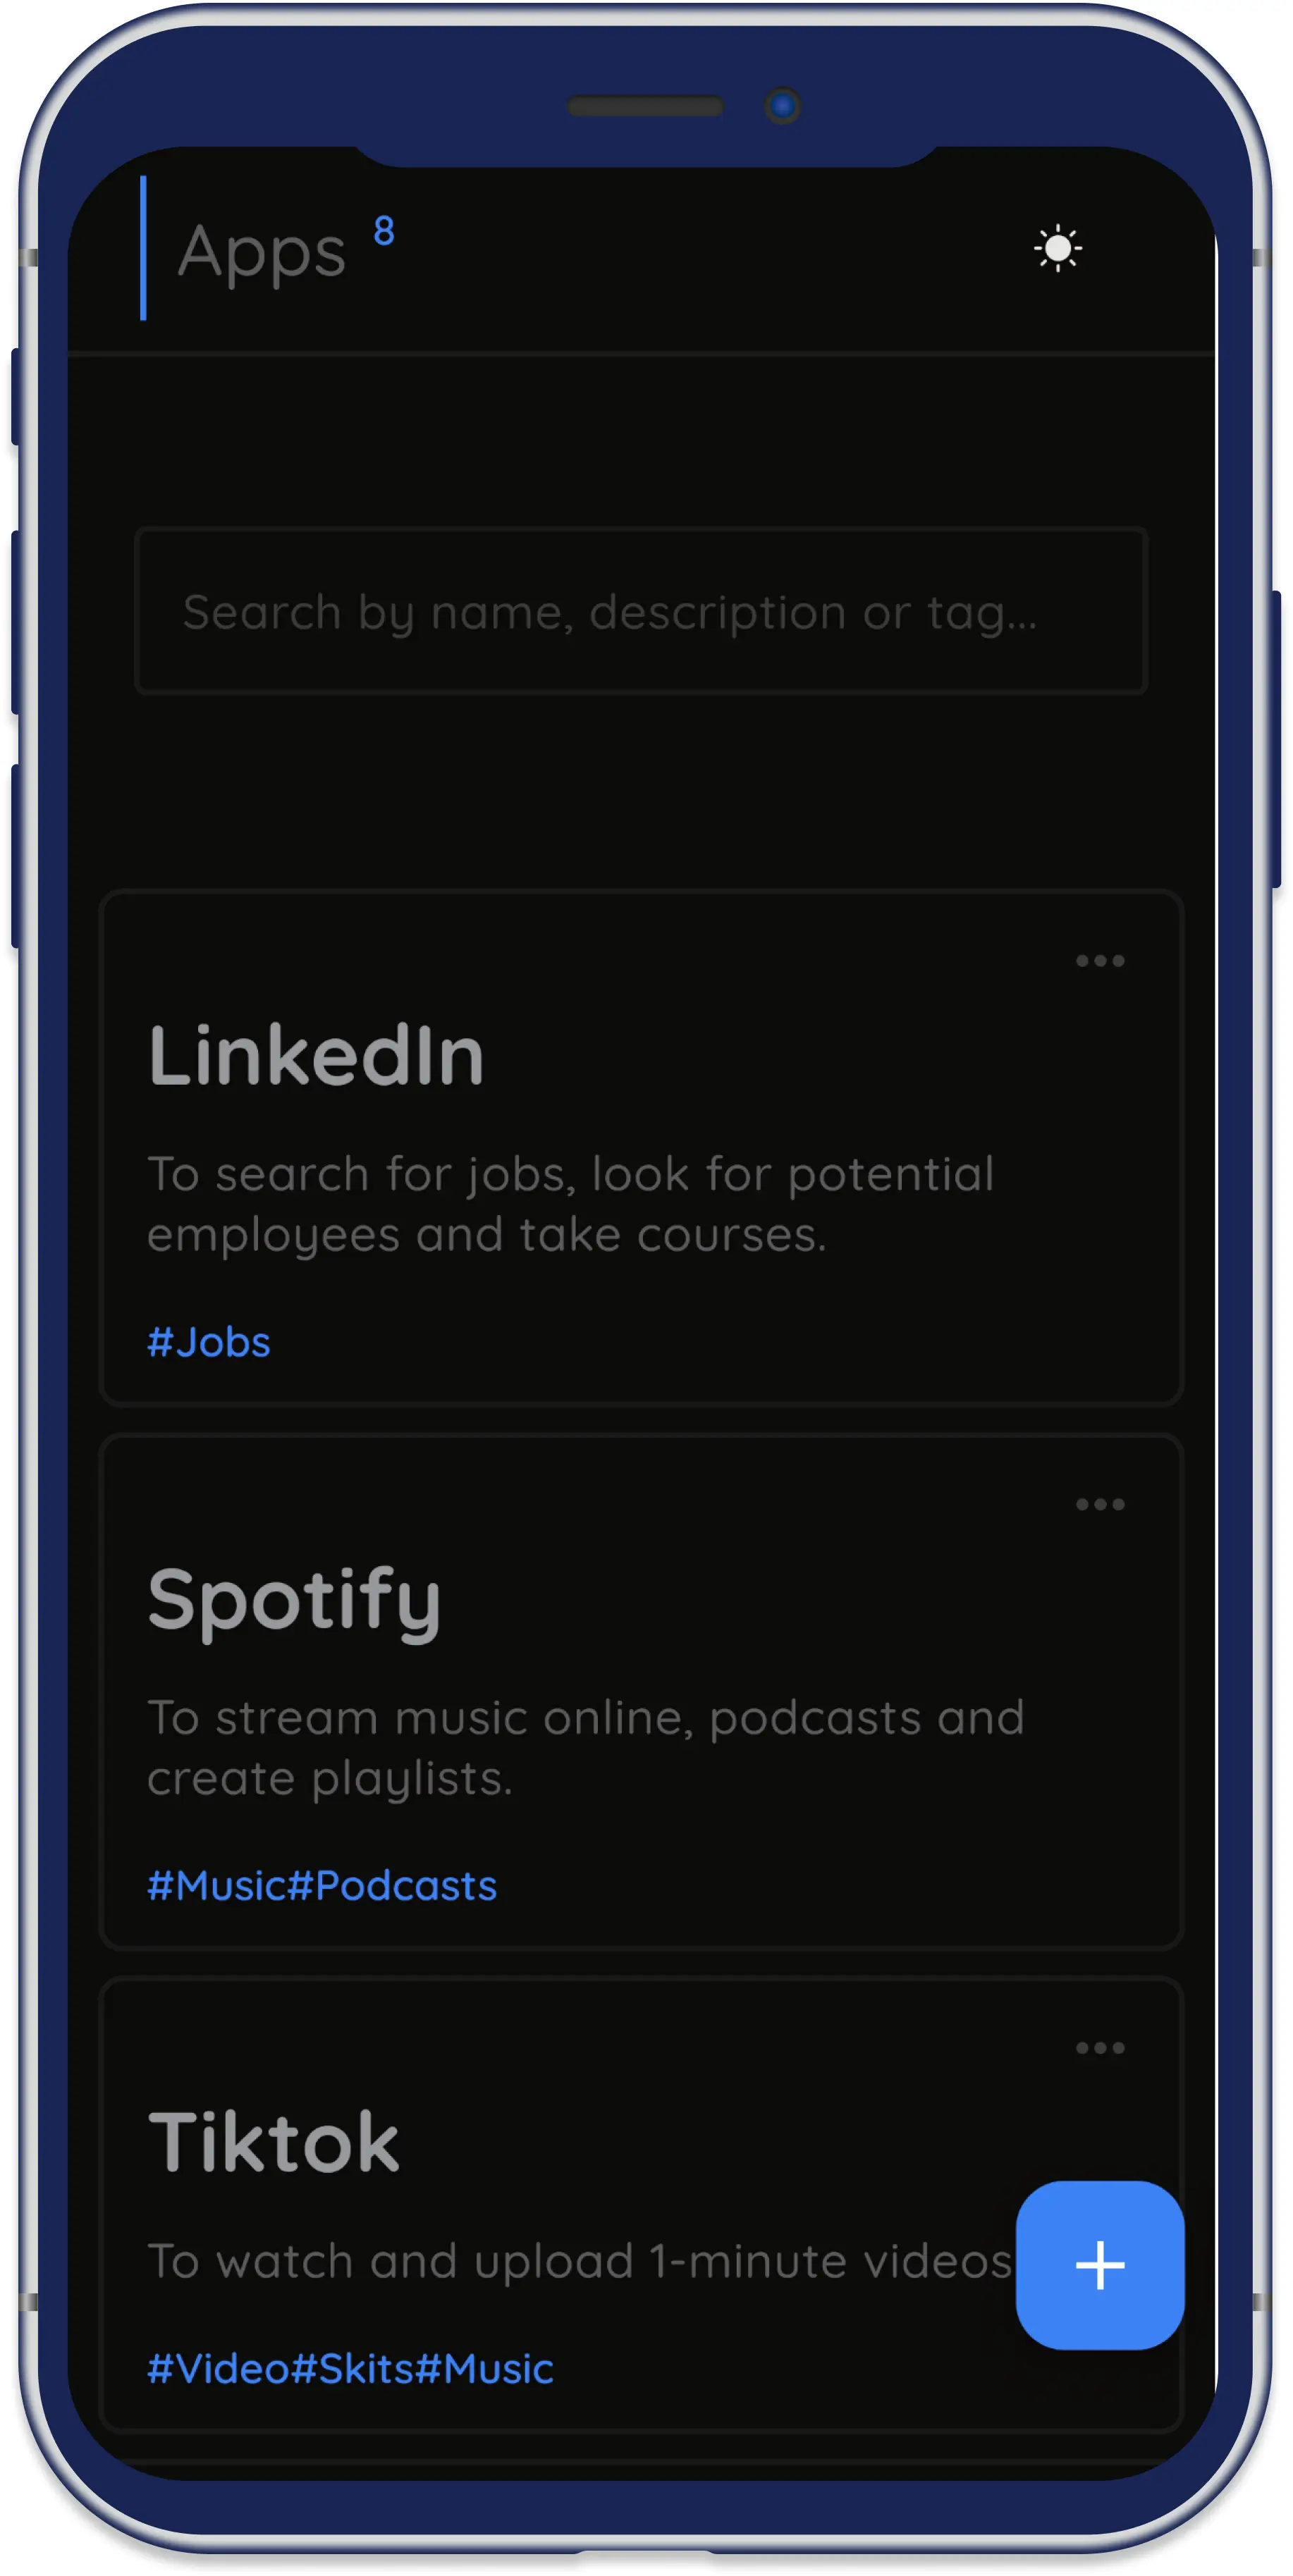 Apps 8
Search by name, description or tag...
LinkedIn
To search for jobs, look for potential
employees and take courses.
#Jobs
Spotify
To stream music online, podcasts and
create playlists.
#Music#Podcasts
Tiktok
To watch and upload 1-minute videos
#Video#Skits#Music